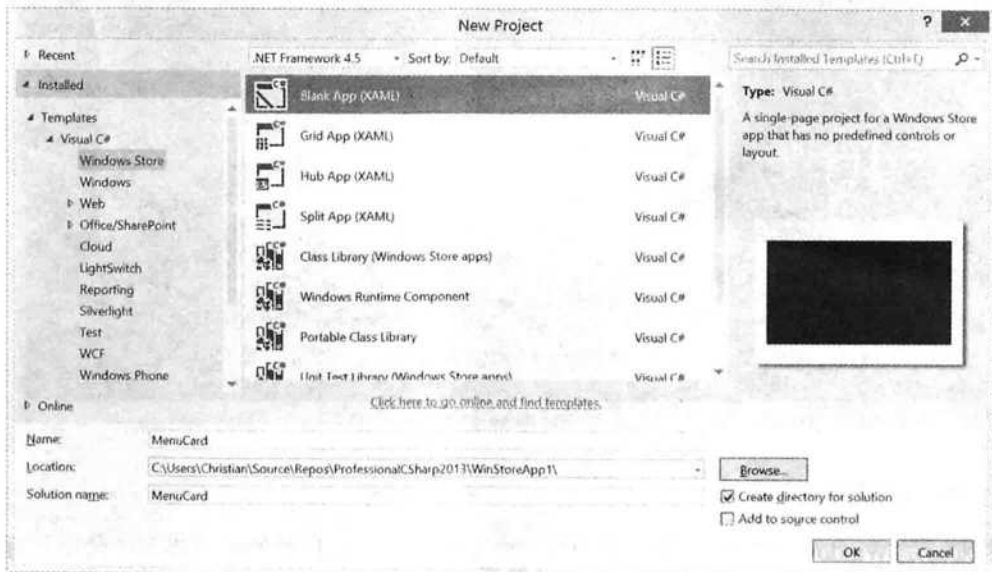 New Project
? ×
Recent
.NET Framework 4.5
Sort by: Default
Search Installed Templates (Ctrl+E)
Installed
Templates
Visual C#
Windows Store
Windows
Web
Office/SharePoint
Cloud
LightSwitch
Reporting
Silverlight
Test
WCF
Windows Phone
Online
Blank App (XAML) Visual C#
Grid App (XAML) Visual C#
Hub App (XAML) Visual C#
Split App (XAML) Visual C#
Class Library (Windows Store apps) Visual C#
Windows Runtime Component Visual C#
Portable Class Library Visual C#
Unit Test Library (Windows Store apps) Visual C#
Click here to go online and find templates.
Type: Visual C#
A single-page project for a Windows Store
app that has no predefined controls or
layout.
Name: MenuCard
Location: C:\Users\Christian\Source\Repos\ProfessionalCSharp2013\WinStoreApp1\
Browse...
Solution name: MenuCard
Create directory for solution
Add to source control
OK Cancel